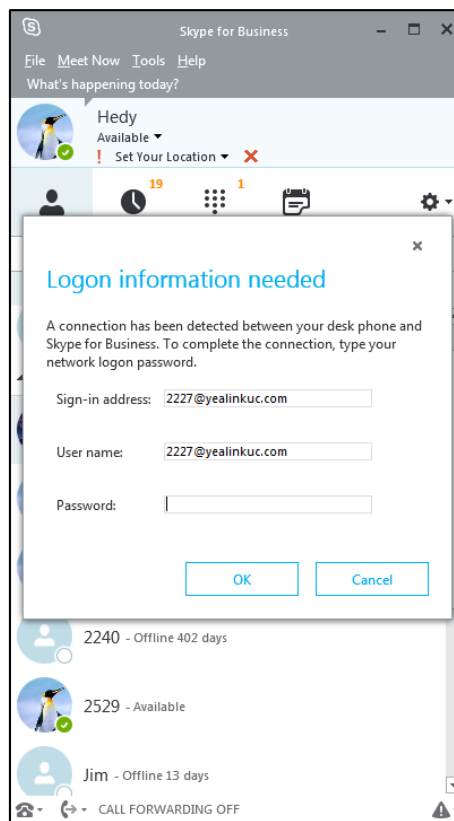 Skype for Business
File Meet Now Tools Help
What's happening today?
Hedy
Available
! Set Your Location
19
1
Logon information needed
A connection has been detected between your desk phone and
Skype for Business. To complete the connection, type your
network logon password.
Sign-in address: 2227@yealinkuc.com
User name: 2227@yealinkuc.com
Password:
OK Cancel
2240 - Offline 402 days
2529 - Available
Jim - Offline 13 days
CALL FORWARDING OFF